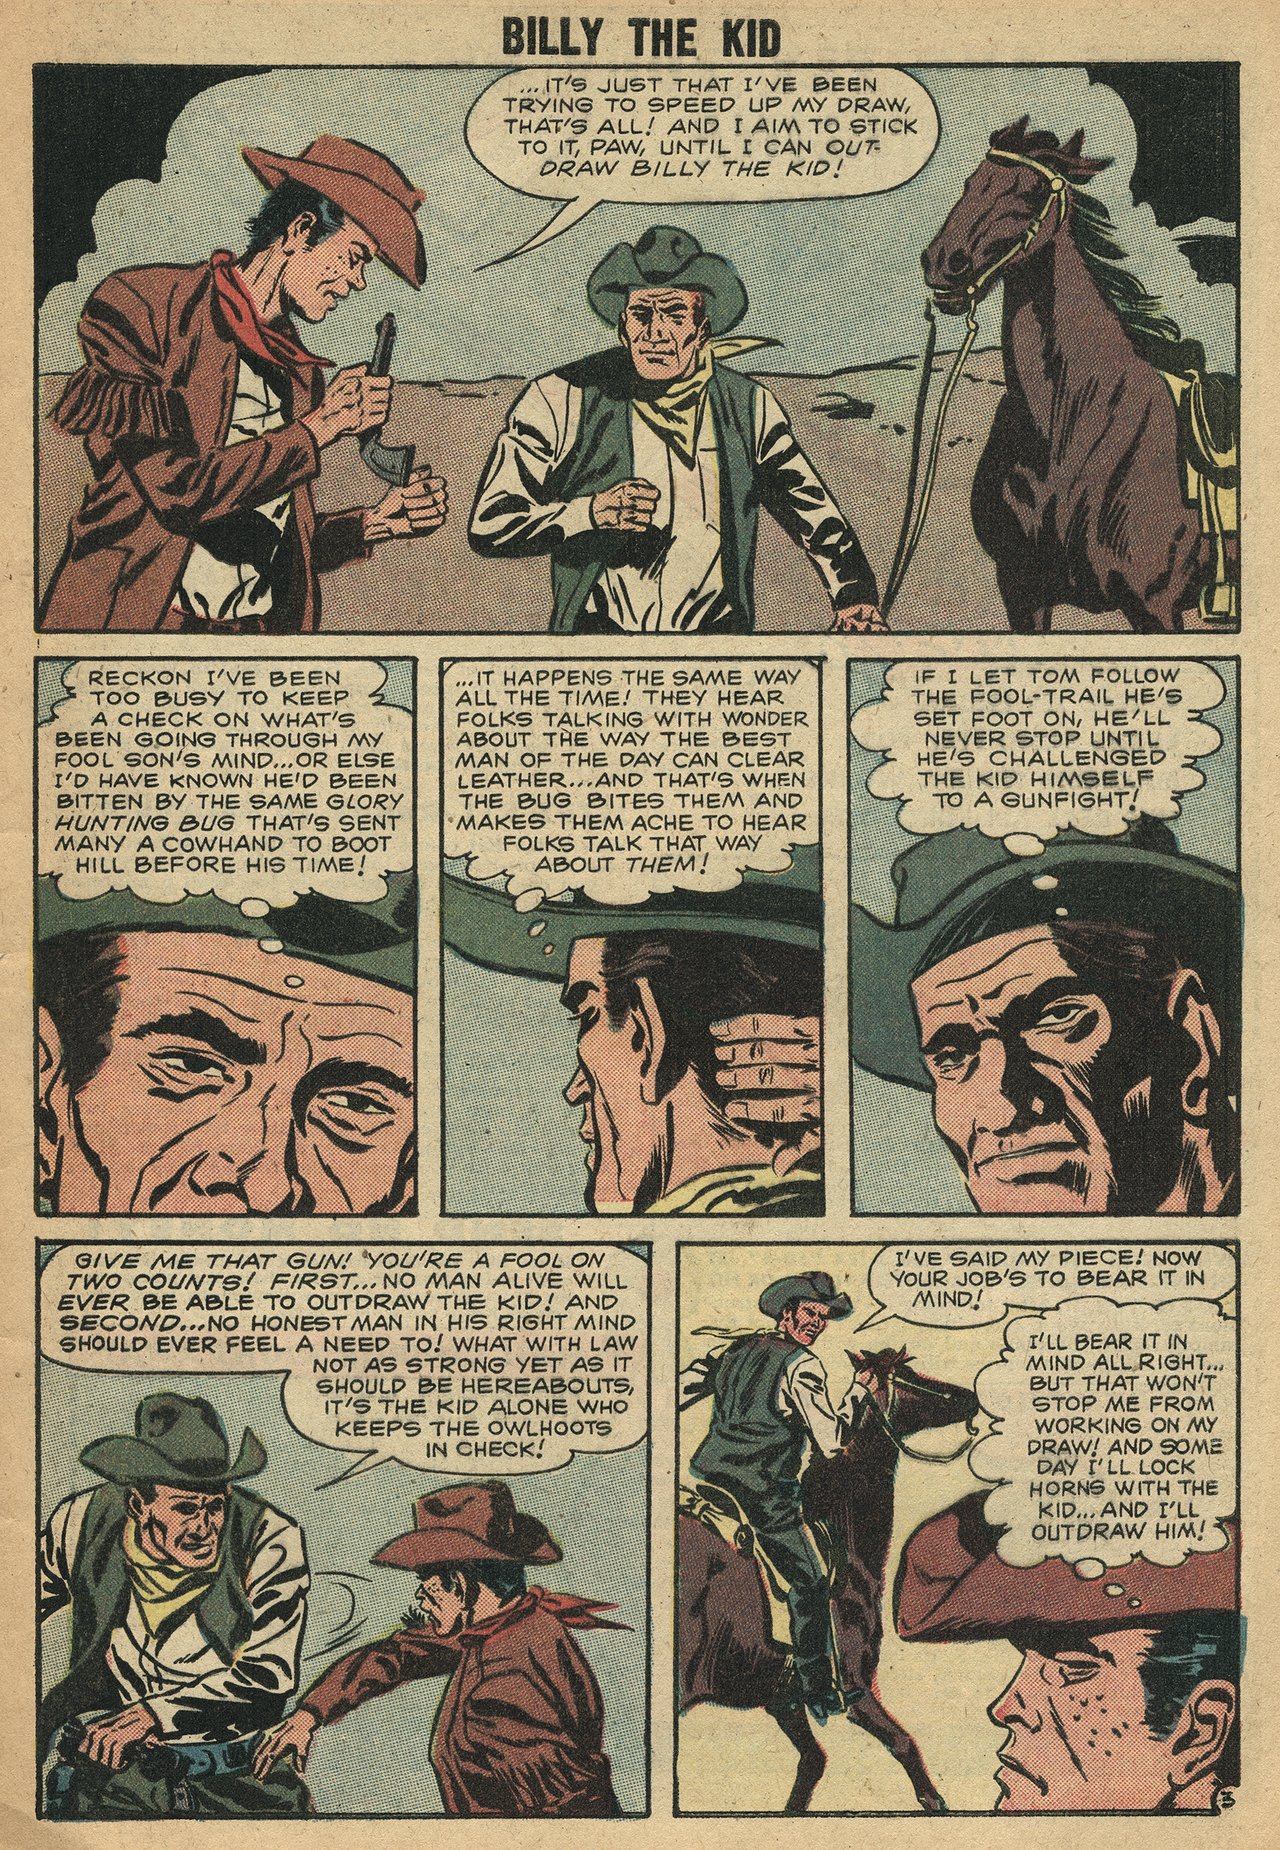 BILLY THE KID
...IT'S JUST THAT I'VE BEEN
TRYING TO SPEED UP MY DRAW,
THAT'S ALL! AND I AIM TO STICK
TO IT, PAW, UNTIL I CAN OUT-
DRAW BILLY THE KID!
RECKON I'VE BEEN
TOO BUSY TO KEEP
A CHECK ON WHAT'S
BEEN GOING THROUGH MY
FOOL SON'S MIND...OR ELSE
I'D HAVE KNOWN HE'D BEEN
BITTEN BY THE SAME GLORY
HUNTING BUG THAT'S SENT
MANY A COWHAND TO BOOT
HILL BEFORE HIS TIME!
...IT HAPPENS THE SAME WAY
ALL THE TIME! THEY HEAR
FOLKS TALKING WITH WONDER
ABOUT THE WAY THE BEST
MAN OF THE DAY CAN CLEAR
LEATHER...AND THAT'S WHEN
THE BUG BITES THEM AND
MAKES THEM ACHE TO HEAR
FOLKS TALK THAT WAY
ABOUT THEM!
IF I LET TOM FOLLOW
THE FOOL-TRAIL HE'S
SET FOOT ON, HE'LL
NEVER STOP UNTIL
HE'S CHALLENGED
THE KID HIMSELF
TO A GUNFIGHT!
GIVE ME THAT GUN! YOU'RE A FOOL ON
TWO COUNTS! FIRST...NO MAN ALIVE WILL
EVER BE ABLE TO OUTDRAW THE KID! AND
SECOND...NO HONEST MAN IN HIS RIGHT MIND
SHOULD EVER FEEL A NEED TO! WHAT WITH LAW
NOT AS STRONG YET AS IT
SHOULD BE HEREABOUTS,
IT'S THE KID ALONE WHO
KEEPS THE OWLHOOTS
IN CHECK!
I'VE SAID MY PIECE! NOW
YOUR JOB'S TO BEAR IT IN
MIND!
I'LL BEAR IT IN
MIND ALL RIGHT...
BUT THAT WON'T
STOP ME FROM
WORKING ON MY
DRAW! AND SOME
DAY I'LL LOCK
HORNS WITH THE
KID...AND I'LL
OUTDRAW HIM!
3